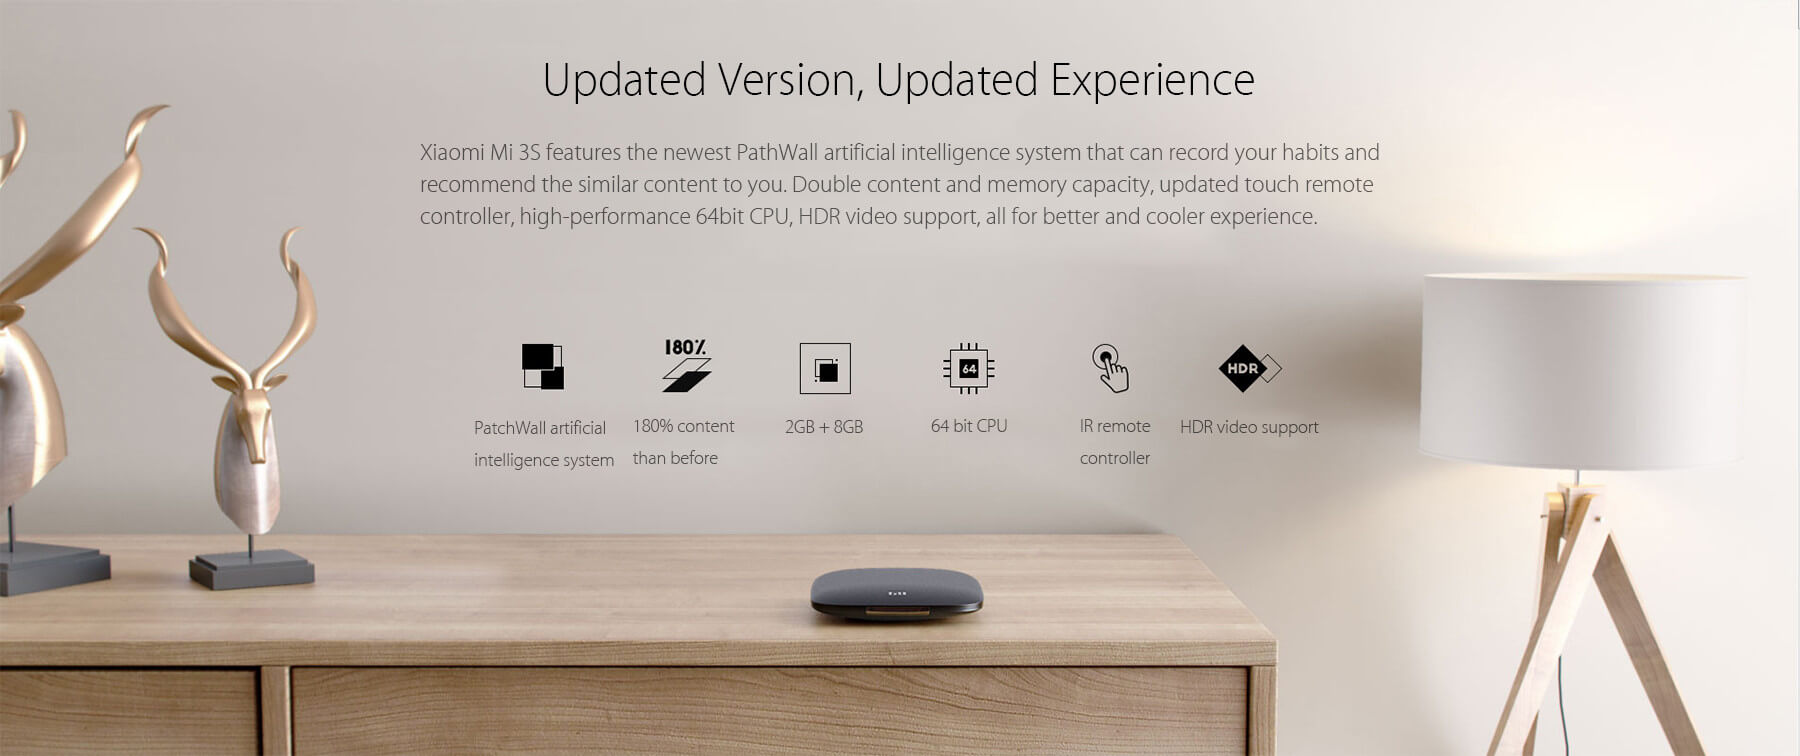 Updated Version, Updated Experience
Xiaomi Mi 3S features the newest PathWall artificial intelligence system that can record your habits and
recommend the similar content to you. Double content and memory capacity, updated touch remote
controller, high-performance 64bit CPU, HDR video support, all for better and cooler experience.
180%
64
HDR
PatchWall artificial
intelligence system
180% content
than before
2GB + 8GB
64 bit CPU
IR remote
controller
HDR video support